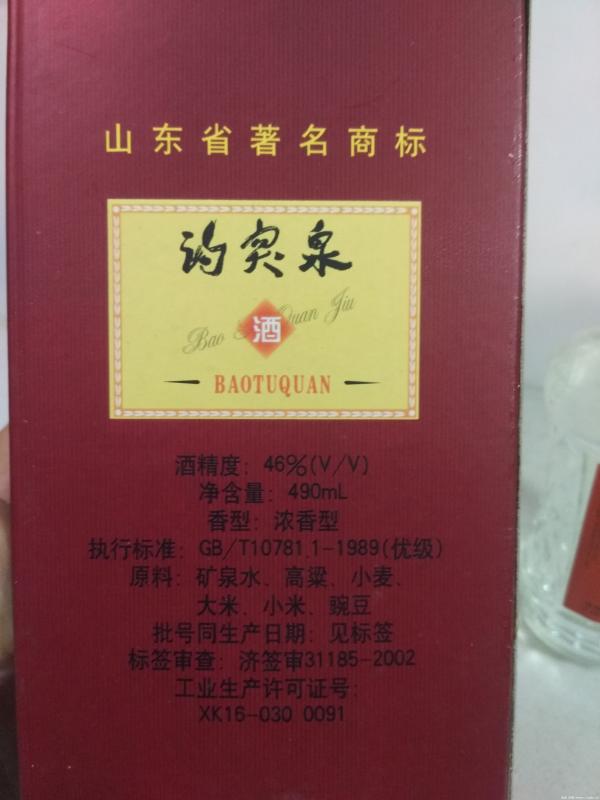 山东省著名商标
趵突泉
Bao Quan Jiu
酒
BAOTUQUAN
酒精度：46%(V/V)
净含量：490mL
香型：浓香型
执行标准：GB/T10781.1-1989(优级)
原料：矿泉水、高粱、小麦、
大米、小米、豌豆
批号同生产日期：见标签
标签审查：济签审31185-2002
工业生产许可证号：
XK16-030 0091